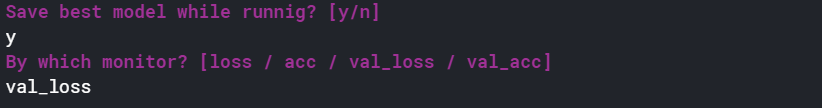 Save best model while runnig? [y/n]
y
By which monitor? [loss / acc / val_loss / val_acc]
val_loss